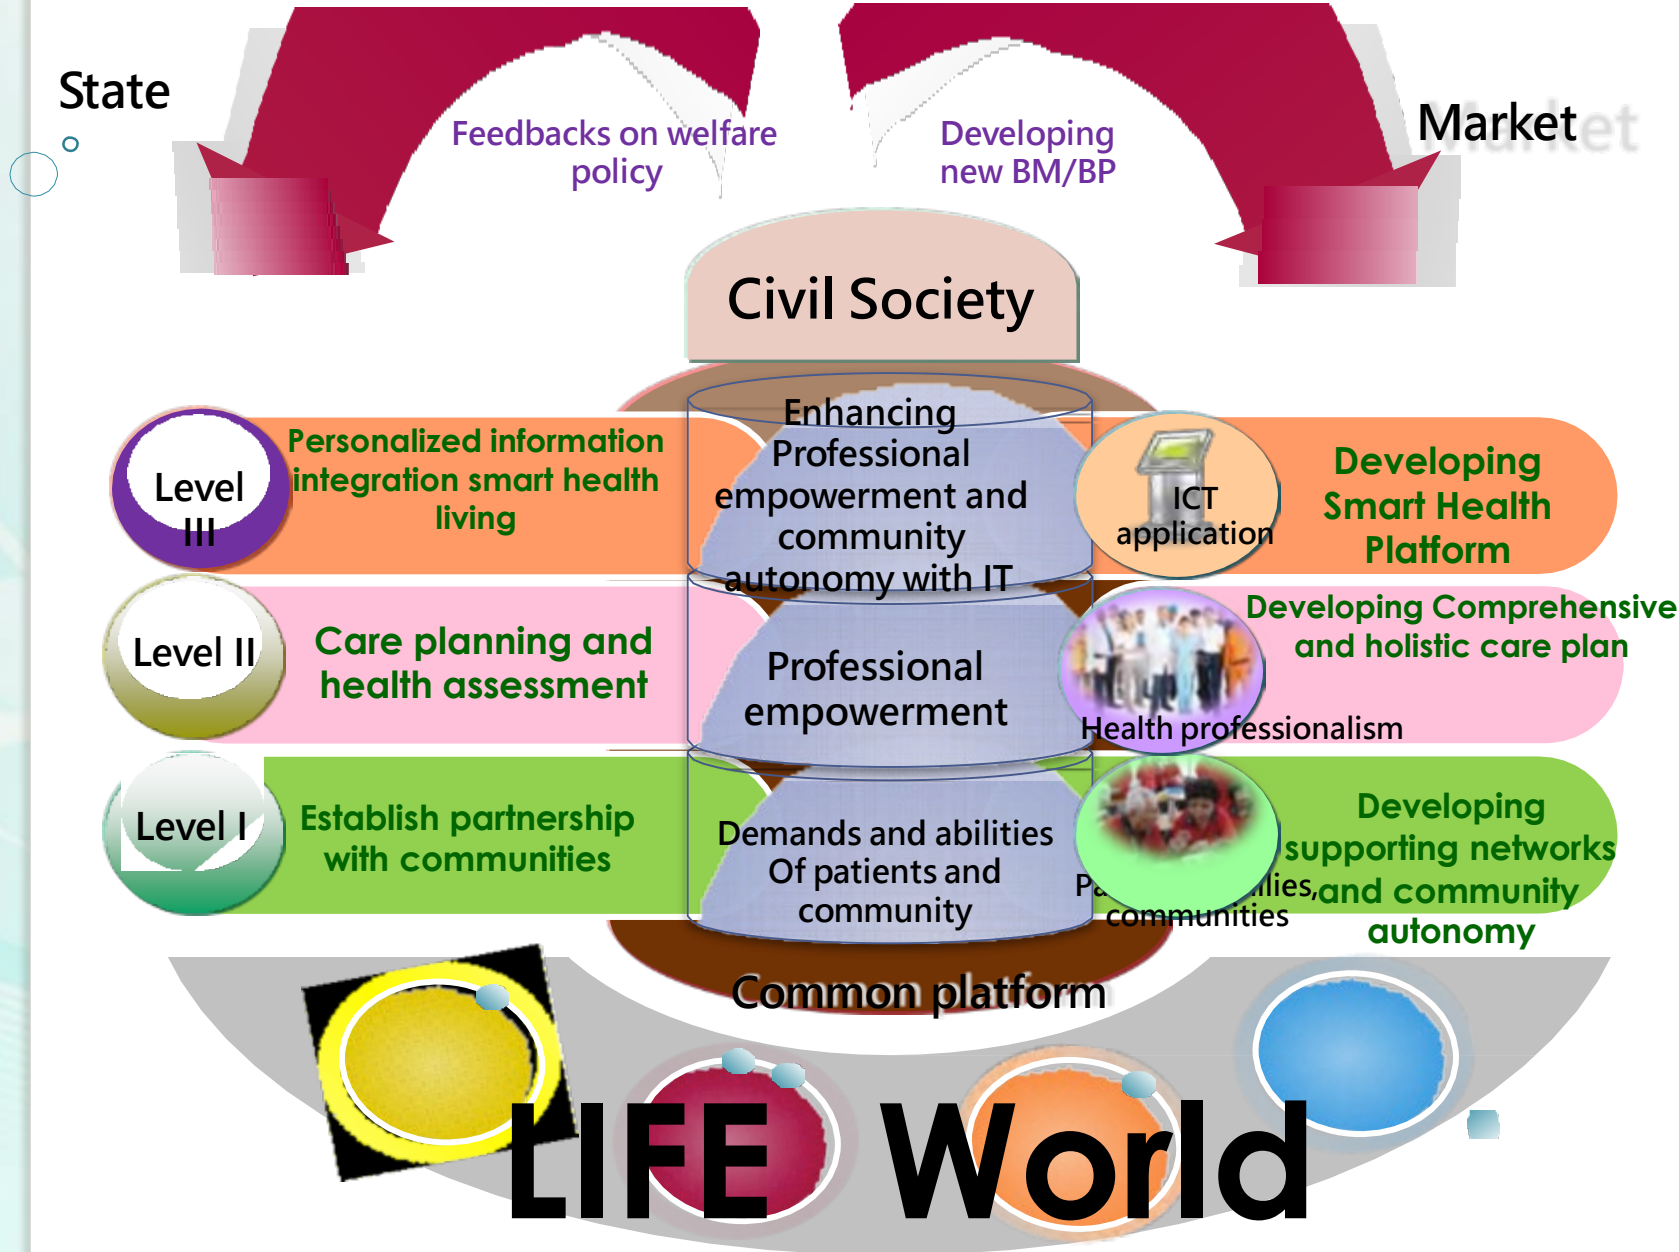 State
Market
Feedbacks on welfare
policy
Developing
new BM/BP
Civil Society
Level
III
Personalized information
integration smart health
living
Enhancing
Professional
empowerment and
community
autonomy with IT
ICT
application
Developing
Smart Health
Platform
Level II
Care planning and
health assessment
Professional
empowerment
Health professionalism
Developing Comprehensive
and holistic care plan
Level I
Establish partnership
with communities
Demands and abilities
Of patients and
community
communities
Developing
supporting networks
and community
autonomy
Common platform
LIFE World